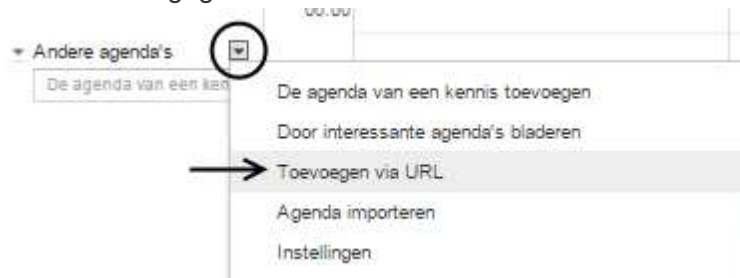 00:00
Andere agenda's
De agenda van een ken
De agenda van een kennis toevoegen
Door interessante agenda's bladeren
Toevoegen via URL
Agenda importeren
Instellingen